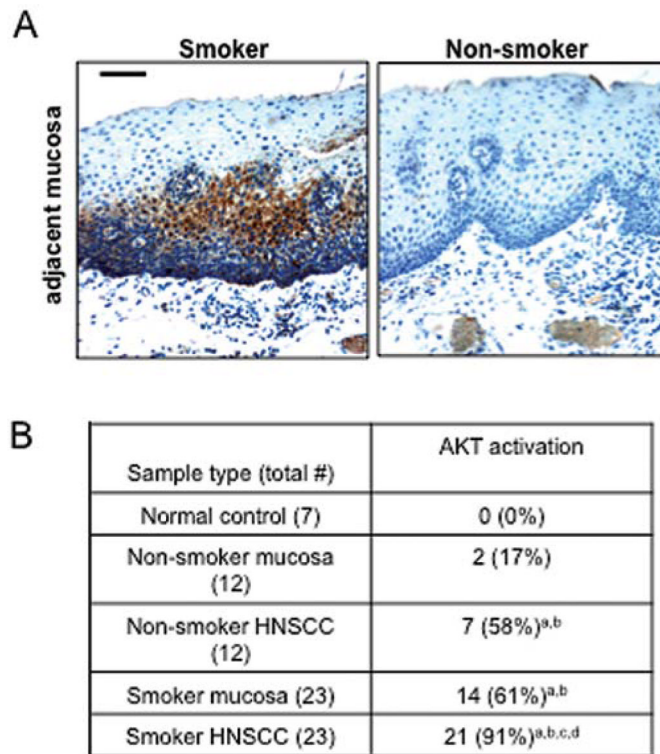 A
Smoker Non-smoker
adjacent mucosa
B
Sample type (total #) AKT activation
Normal control (7) 0 (0%)
Non-smoker mucosa
(12) 2 (17%)
Non-smoker HNSCC
(12) 7 (58%)a,b
Smoker mucosa (23) 14 (61%)a,b
Smoker HNSCC (23) 21 (91%)a,b,c,d